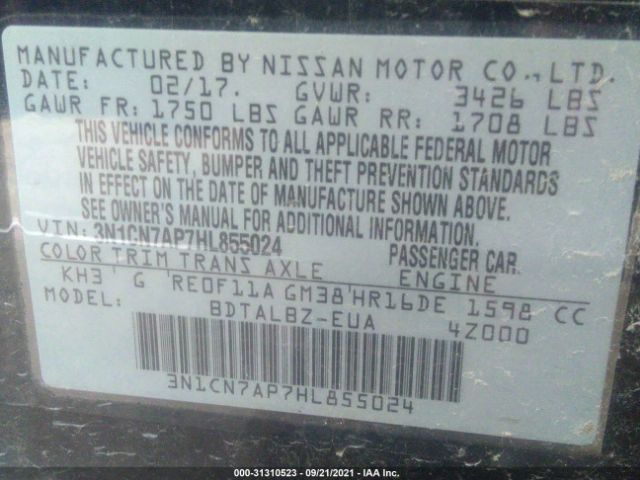 MANUFACTURED BY NISSAN MOTOR CO., LTD.
DATE: 02/17. GVWR: 3426 LBS
GAWR FR: 1750 LBS GAWR RR: 1708 LBS
THIS VEHICLE CONFORMS TO ALL APPLICABLE FEDERAL MOTOR
VEHICLE SAFETY, BUMPER AND THEFT PREVENTION STANDARDS
IN EFFECT ON THE DATE OF MANUFACTURE SHOWN ABOVE.
SEE OWNER'S MANUAL FOR ADDITIONAL INFORMATION.
VIN: 3N1CN7AP7HL855024 PASSENGER CAR
COLOR TRIM TRANS AXLE ENGINE
KH3 G RE0F11A GM38 HR16DE 1598 CC
MODEL: BDTALBZ-EUA 4Z000
3N1CN7AP7HL855024
000-31310523 - 09/21/2021 - IAA Inc.